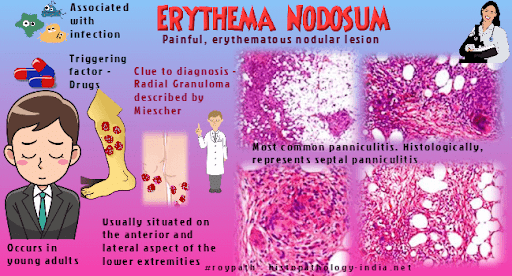 Associated
with
infection
ERYTHEMA NODOSUM
Painful, erythematous nodular lesion
Triggering
factor -
Drugs
Clue to diagnosis -
Radial Granuloma
described by
Miescher
Most common panniculitis. Histologically,
represents septal panniculitis
Occurs in
young adults
Usually situated on
the anterior and
lateral aspect of the
lower extremities
#roypath histopathology-india.net